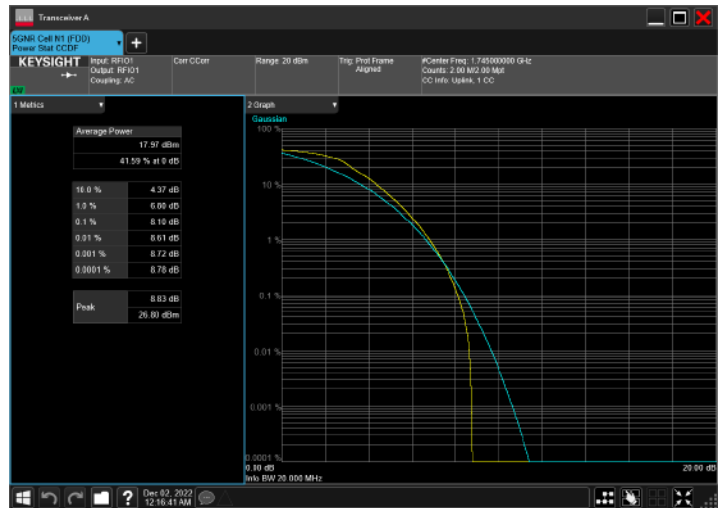 Transceiver A
5GNR Cell N1 (FDD)
Power Stat CCDF
KEYSIGHT
Input: RFIO1
Output: RFIO1
Coupling: AC
Corr CCorr
Range: 20 dBm
Trig: Prot Frame
Aligned
#Center Freq: 1.745000000 GHz
Counts: 2.00 M/2.00 Mpt
CC Info: Uplink, 1 CC
1 Metrics
Average Power
17.97 dBm
41.59 % at 0 dB
10.0 % 4.37 dB
1.0 % 6.80 dB
0.1 % 8.10 dB
0.01 % 8.61 dB
0.001 % 8.72 dB
0.0001 % 8.78 dB
Peak
8.83 dB
26.80 dBm
2 Graph
Gaussian
100 %
10 %
1 %
0.1 %
0.01 %
0.001 %
0.0001 %
0.00 dB
20.00 dB
Info BW 20.000 MHz
Dec 02, 2022
12:16:41 AM